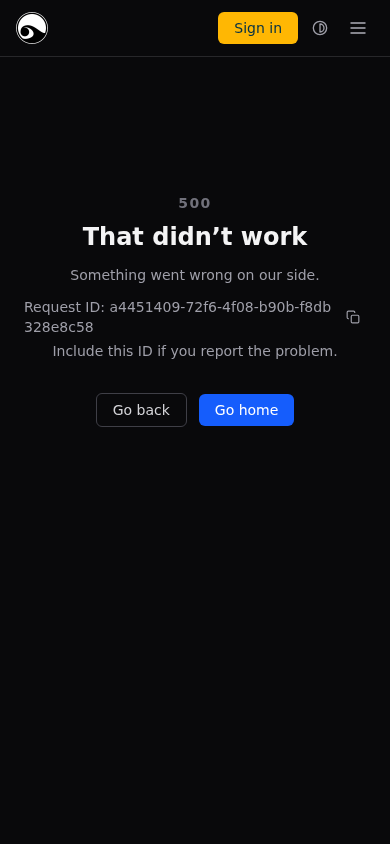 Sign in
500
That didn’t work
Something went wrong on our side.
Request ID: a4451409-72f6-4f08-b90b-f8db
328e8c58
Include this ID if you report the problem.
Go back
Go home